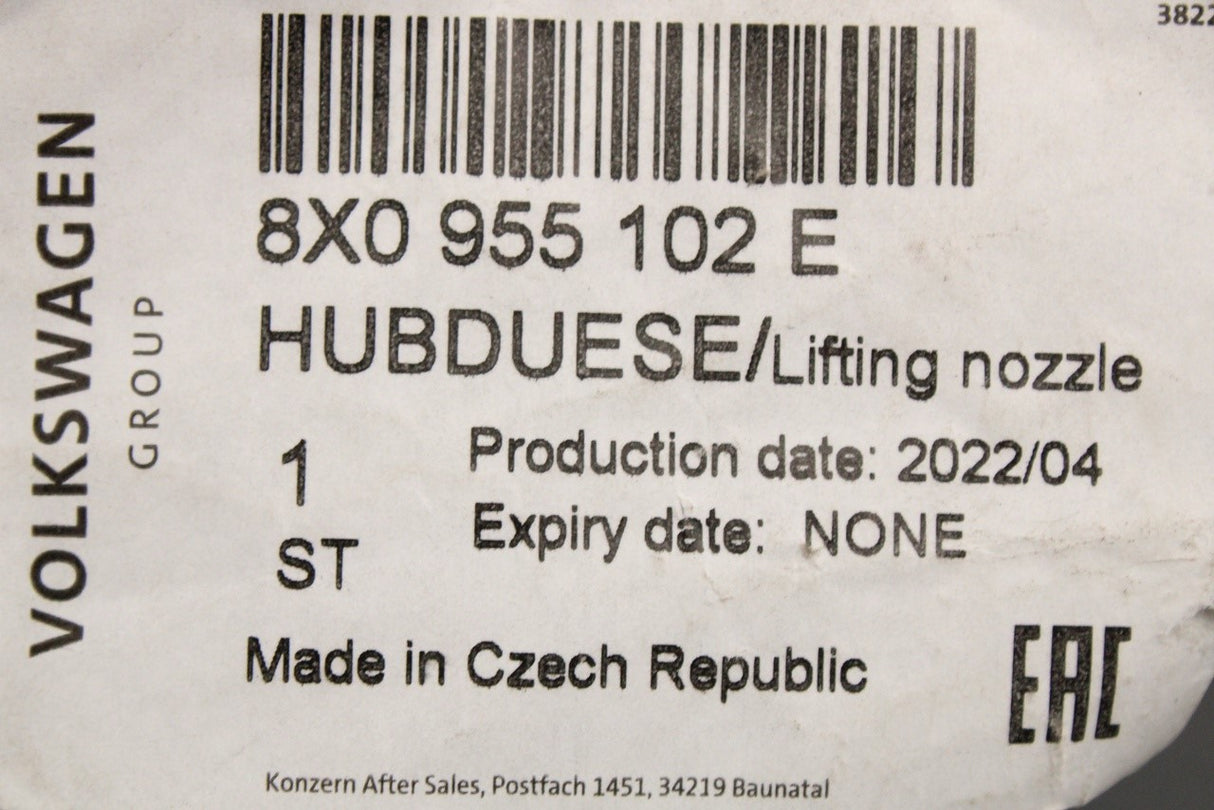 VOLKSWAGEN
GROUP
8X0 955 102 E
HUBDUESE/Lifting nozzle
1
ST
Production date: 2022/04
Expiry date: NONE
Made in Czech Republic
EAC
Konzern After Sales, Postfach 1451, 34219 Baunatal